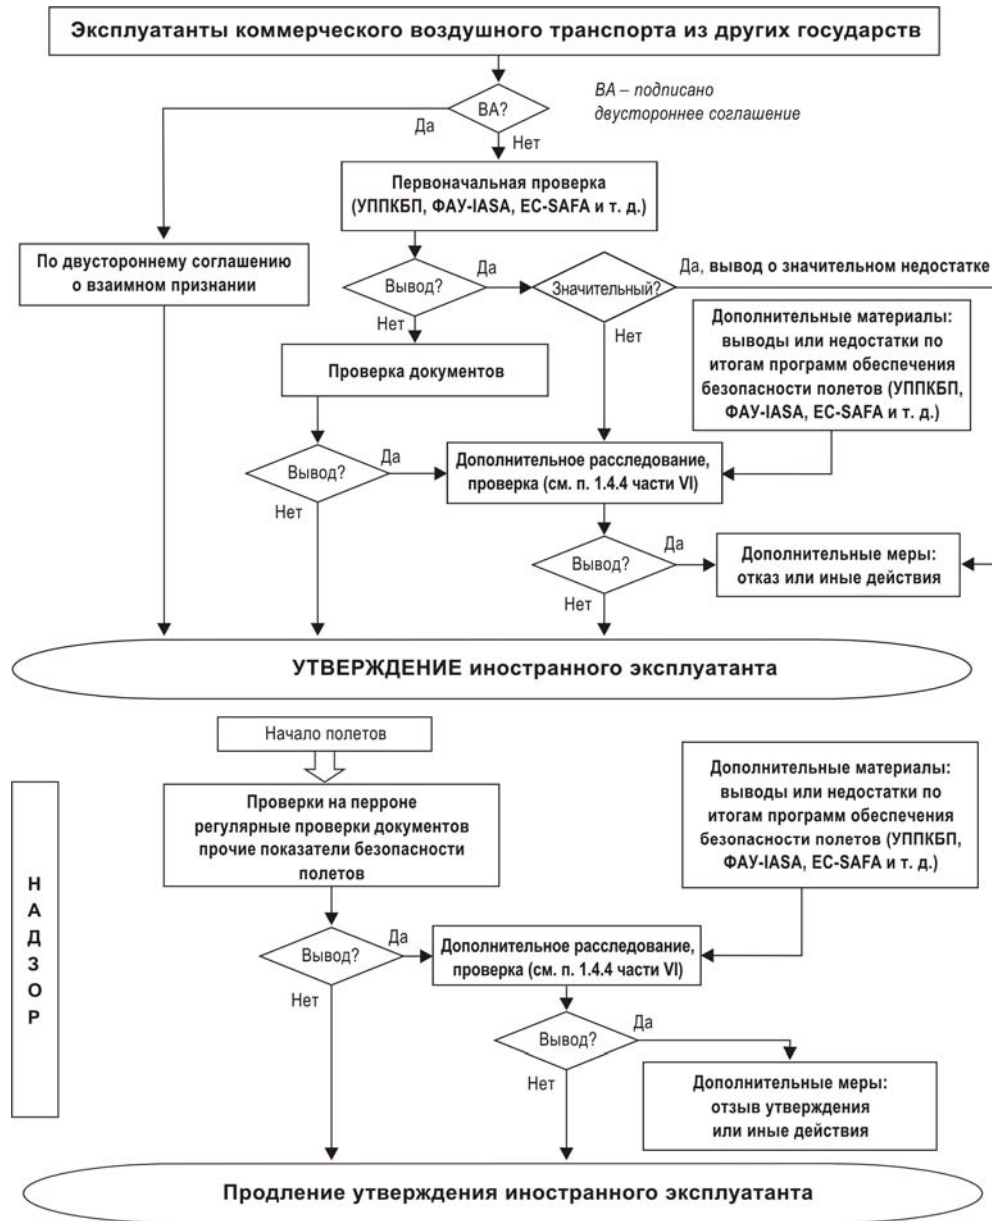 Эксплуатанты коммерческого воздушного транспорта из других государств
ВА – подписано
двустороннее соглашение
ВА?
Да
Нет
Первоначальная проверка
(УППКБП, ФАУ-IASA, EC-SAFA и т. д.)
По двустороннему соглашению
о взаимном признании
Вывод?
Да
Значительный?
Да, вывод о значительном недостатке
Нет
Нет
Дополнительные материалы:
выводы или недостатки по
итогам программ обеспечения
безопасности полетов (УППКБП,
ФАУ-IASA, EC-SAFA и т. д.)
Проверка документов
Вывод?
Да
Нет
Дополнительное расследование,
проверка (см. п. 1.4.4 части VI)
Вывод?
Да
Нет
Дополнительные меры:
отказ или иные действия
УТВЕРЖДЕНИЕ иностранного эксплуатанта
Начало полетов
НАДЗОР
Проверки на перроне
регулярные проверки документов
прочие показатели безопасности
полетов
Дополнительные материалы:
выводы или недостатки по
итогам программ обеспечения
безопасности полетов (УППКБП,
ФАУ-IASA, EC-SAFA и т. д.)
Вывод?
Да
Нет
Дополнительное расследование,
проверка (см. п. 1.4.4 части VI)
Вывод?
Да
Нет
Дополнительные меры:
отзыв утверждения
или иные действия
Продление утверждения иностранного эксплуатанта